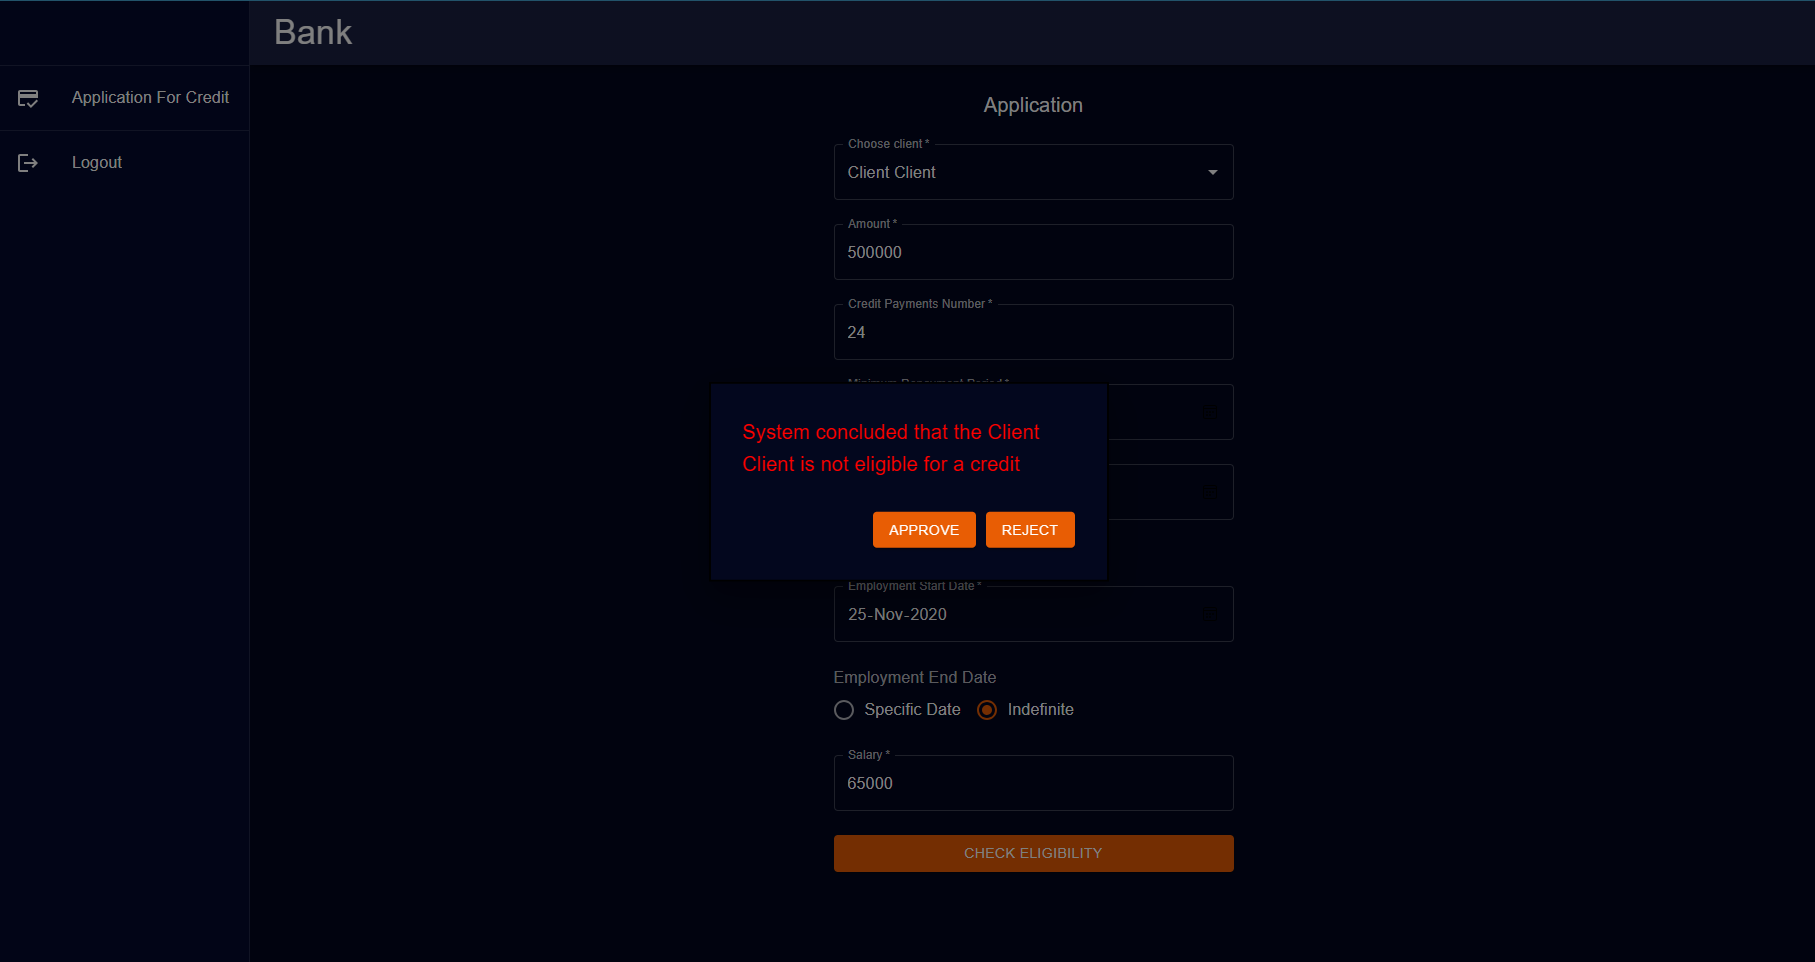 Bank
Application For Credit
Logout
Application
Choose client *
Client Client
Amount *
500000
Credit Payments Number *
24
System concluded that the Client
Client is not eligible for a credit
APPROVE
REJECT
Employment Start Date *
25-Nov-2020
Employment End Date
Specific Date
Indefinite
Salary *
65000
CHECK ELIGIBILITY